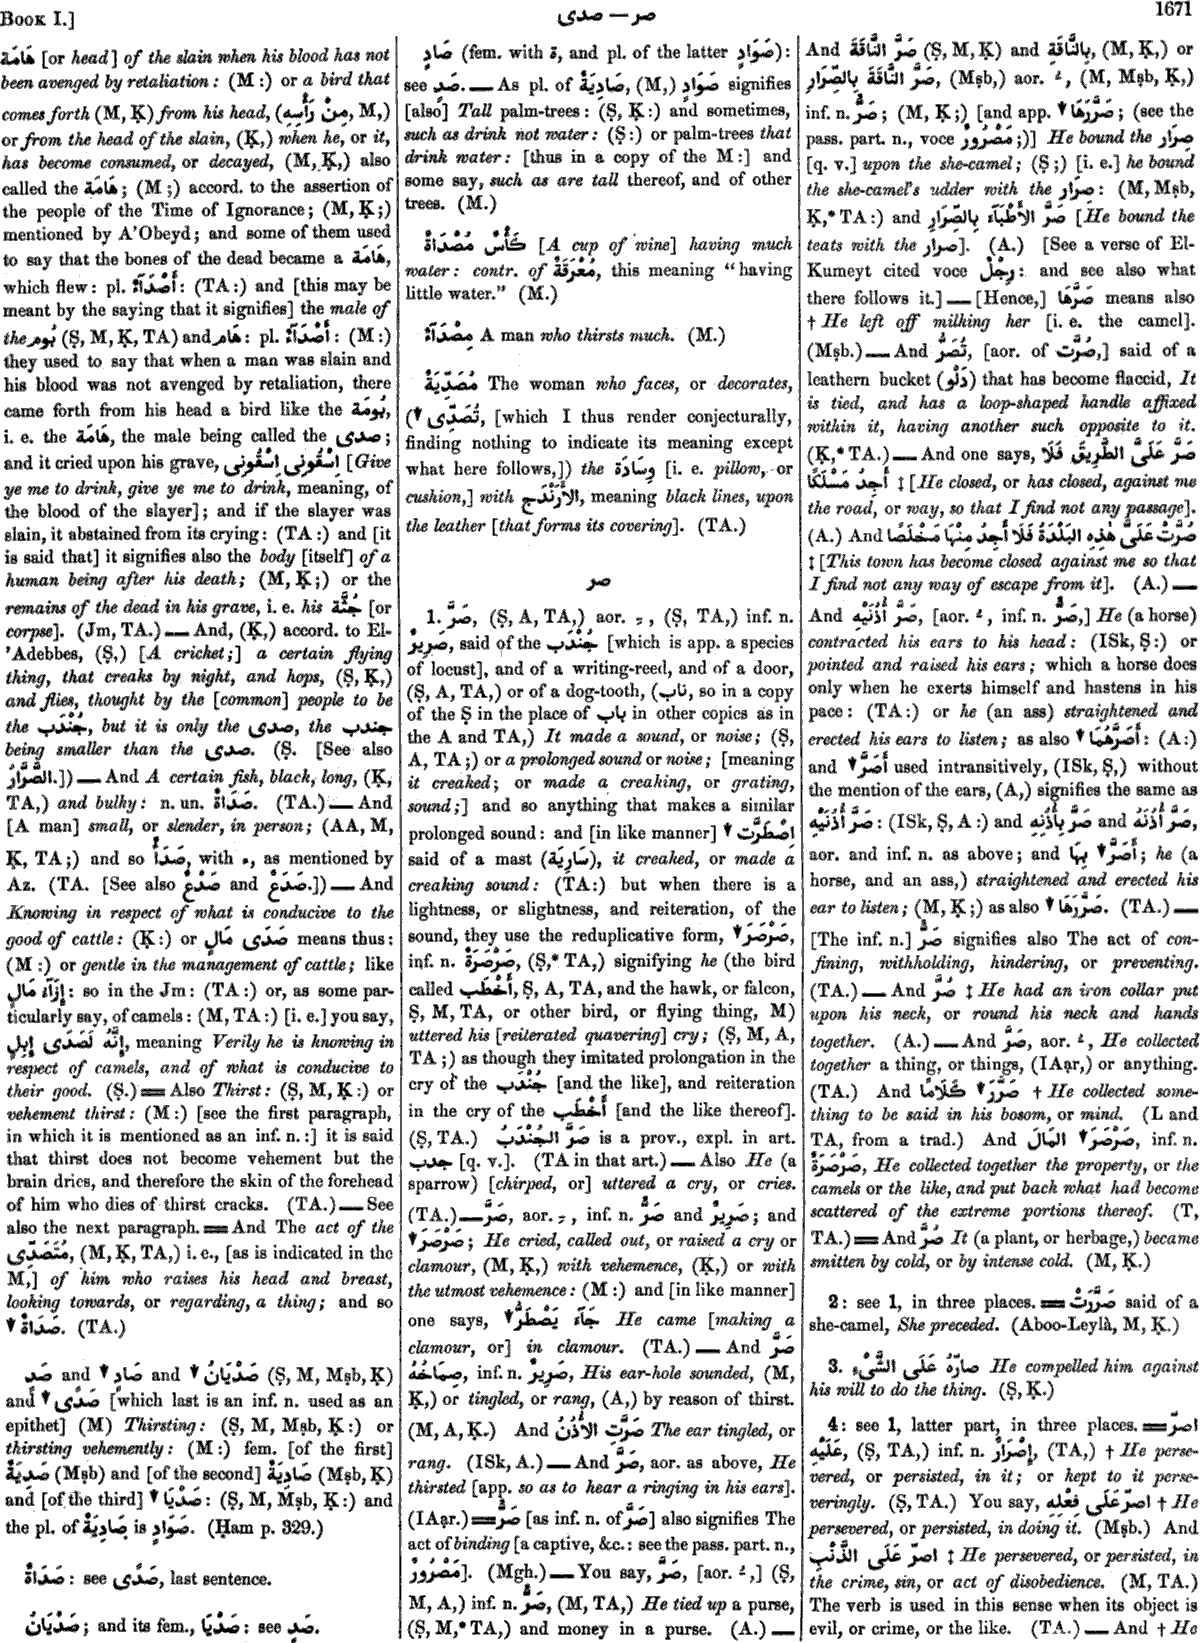 BOOK I.]
صر — صدى
1671
هَامَة [or head] of the slain when his blood has not
been avenged by retaliation: (M:) or a bird that
comes forth (M, Ḳ) from his head, (مِنْ رَأْسِهِ, M,)
or from the head of the slain, (Ḳ,) when he, or it,
has become consumed, or decayed, (M, Ḳ,) also
called the هَامَة; (M;) accord. to the assertion of
the people of the Time of Ignorance; (M, Ḳ;)
mentioned by A'Obeyd; and some of them used
to say that the bones of the dead became a هَامَة,
which flew: pl. أَصْدَآءٌ: (TA:) and [this may be
meant by the saying that it signifies] the male of
the بُوم (Ṣ, M, Ḳ, TA) and هَام: pl. أَصْدَآءٌ: (M:)
they used to say that when a man was slain and
his blood was not avenged by retaliation, there
came forth from his head a bird like the بُومَة,
i. e. the هَامَة, the male being called the صدى;
and it cried upon his grave, اِسْقُونِى اِسْقُونِى [Give
ye me to drink, give ye me to drink, meaning, of
the blood of the slayer]; and if the slayer was
slain, it abstained from its crying: (TA:) and [it
is said that] it signifies also the body [itself] of a
human being after his death; (M, Ḳ;) or the
remains of the dead in his grave, i. e. his جُثَّة [or
corpse]. (Jm, TA.) — And, (Ḳ,) accord. to El-
'Adebbes, (Ṣ,) [A cricket;] a certain flying
thing, that creaks by night, and hops, (Ṣ, Ḳ,)
and flies, thought by the [common] people to be
the جُنْدَب, but it is only the صدى, the جندب
being smaller than the صدى. (Ṣ. [See also
الصَّرَّارُ.]) — And A certain fish, black, long, (Ḳ,
TA,) and bulky: n. un. صَدَاةٌ. (TA.) — And
[A man] small, or slender, in person; (AA, M,
Ḳ, TA;) and so صَدَأٌ, with ء, as mentioned by
Az. (TA. [See also صَدْعٌ and صَدَعٌ.]) — And
Knowing in respect of what is conducive to the
good of cattle: (Ḳ:) or صَدَى مَالٍ means thus:
(M:) or gentle in the management of cattle; like
إِزَآءُ مَالٍ: so in the Jm: (TA:) or, as some par-
ticularly say, of camels: (M, TA:) [i. e.] you say,
إِنَّهُ لَصَدَى إِبِلٍ, meaning Verily he is knowing in
respect of camels, and of what is conducive to
their good. (Ṣ.) == Also Thirst: (Ṣ, M, Ḳ:) or
vehement thirst: (M:) [see the first paragraph,
in which it is mentioned as an inf. n.:] it is said
that thirst does not become vehement but the
brain dries, and therefore the skin of the forehead
of him who dies of thirst cracks. (TA.) — See
also the next paragraph. == And The act of the
مُتَصَدِّى, (M, Ḳ, TA,) i. e., [as is indicated in the
M,] of him who raises his head and breast,
looking towards, or regarding, a thing; and so
▼ صَدَاةٌ. (TA.)
صَدٍ and ▼ صَادٍ and ▼ صَدْيَانُ (Ṣ, M, Mṣb, Ḳ)
and ▼ صَدًى [which last is an inf. n. used as an
epithet] (M) Thirsting: (Ṣ, M, Mṣb, Ḳ:) or
thirsting vehemently: (M:) fem. [of the first]
صَدِيَةٌ (Mṣb) and [of the second] صَادِيَةٌ (Mṣb, Ḳ)
and [of the third] ▼ صَدْيَا: (Ṣ, M, Mṣb, Ḳ:) and
the pl. of صَادِيَةٌ is صَوَادٍ. (Ḥam p. 329.)
صَدَاةٌ: see صَدًى, last sentence.
صَدْيَانُ; and its fem., صَدْيَا: see صَدٍ.
صَادٍ (fem. with ة, and pl. of the latter صَوَادٍ):
see صَدٍ. — As pl. of صَادِيَةٌ, (M,) صَوَادٍ signifies
[also] Tall palm-trees: (Ṣ, Ḳ:) and sometimes,
such as drink not water: (Ṣ:) or palm-trees that
drink water: [thus in a copy of the M:] and
some say, such as are tall thereof, and of other
trees. (M.)
كَأْسٌ مُصْدَاةٌ [A cup of wine] having much
water: contr. of مُعْرَقَةٌ, this meaning "having
little water." (M.)
مِصْدَآءٌ A man who thirsts much. (M.)
مُصَدِّيَةٌ The woman who faces, or decorates,
(▼ تُصَدِّى, [which I thus render conjecturally,
finding nothing to indicate its meaning except
what here follows,]) the وِسَادَة [i. e. pillow, or
cushion,] with الأَرَنْدَج, meaning black lines, upon
the leather [that forms its covering]. (TA.)
صر
1. صَرَّ, (Ṣ, A, TA,) aor. ـِ, (Ṣ, TA,) inf. n.
صَرِيرٌ, said of the جُنْدَب [which is app. a species
of locust], and of a writing-reed, and of a door,
(Ṣ, A, TA,) or of a dog-tooth, (نَاب, so in a copy
of the Ṣ in the place of بَاب in other copies as in
the A and TA,) It made a sound, or noise; (Ṣ,
A, TA;) or a prolonged sound or noise; [meaning
it creaked; or made a creaking, or grating,
sound;] and so anything that makes a similar
prolonged sound: and [in like manner] ▼ اِصْطَرَّت
said of a mast (سَارِيَة), it creaked, or made a
creaking sound: (TA:) but when there is a
lightness, or slightness, and reiteration, of the
sound, they use the reduplicative form, ▼ صَرْصَرَ,
inf. n. صَرْصَرَةٌ, (Ṣ,* TA,) signifying he (the bird
called أَخْطَب, Ṣ, A, TA, and the hawk, or falcon,
Ṣ, M, TA, or other bird, or flying thing, M)
uttered his [reiterated quavering] cry; (Ṣ, M, A,
TA;) as though they imitated prolongation in the
cry of the جُنْدَب [and the like], and reiteration
in the cry of the أَخْطَب [and the like thereof].
(Ṣ, TA.) صَرَّ الجُنْدَبُ is a prov., expl. in art.
جدب [q. v.]. (TA in that art.) — Also He (a
sparrow) [chirped, or] uttered a cry, or cries.
(TA.) — صَرَّ, aor. ـِ, inf. n. صَرٌّ and صَرِيرٌ; and
▼ صَرْصَرَ; He cried, called out, or raised a cry or
clamour, (M, Ḳ,) with vehemence, (Ḳ,) or with
the utmost vehemence: (M:) and [in like manner]
one says, ▼ جَآءَ يَصْطَرُّ He came [making a
clamour, or] in clamour. (TA.) — And صَرَّ
صِمَاخُهُ, inf. n. صَرِيرٌ, His ear-hole sounded, (M,
Ḳ,) or tingled, or rang, (A,) by reason of thirst.
(M, A, Ḳ.) And صَرَّتِ الأُذُنُ The ear tingled, or
rang. (ISk, A.) — And صَرَّ, aor. as above, He
thirsted [app. so as to hear a ringing in his ears].
(IAạr.) == صَرٌّ [as inf. n. of صَرَّ] also signifies The
act of binding [a captive, &c.: see the pass. part. n.,
مَصْرُورٌ]. (Mgh.) — You say, صَرَّ, [aor. ـُ,] (Ṣ,
M, A,) inf. n. صَرٌّ, (M, TA,) He tied up a purse,
(Ṣ, M,* TA,) and money in a purse. (A.) —
And صَرَّ النَّاقَةَ (Ṣ, M, Ḳ) and بِالنَّاقَةِ, (M, Ḳ,) or
صَرَّ النَّاقَةَ بِالصِّرَارِ, (Mṣb,) aor. ـُ, (M, Mṣb, Ḳ,)
inf. n. صَرٌّ; (M, Ḳ;) [and app. ▼ صَرَّرَهَا; (see the
pass. part. n., voce مَصْرُورٌ;)] He bound the صِرَار
[q. v.] upon the she-camel; (Ṣ;) [i. e.] he bound
the she-camel's udder with the صِرَار: (M, Mṣb,
Ḳ,* TA:) and صَرَّ الأَطْبَآءَ بِالصِّرَارِ [He bound the
teats with the صرار]. (A.) [See a verse of El-
Kumeyt cited voce رِجْلٌ: and see also what
there follows it.] — [Hence,] صَرَّهَا means also
† He left off milking her [i. e. the camel].
(Mṣb.) — And تُصَرُّ, [aor. of صُرَّت,] said of a
leathern bucket (دَلْو) that has become flaccid, It
is tied, and has a loop-shaped handle affixed
within it, having another such opposite to it.
(Ḳ,* TA.) — And one says, صَرَّ عَلَىَّ الطَّرِيقَ فَلَا
أَجِدُ مَسْلَكًا ‡ [He closed, or has closed, against me
the road, or way, so that I find not any passage].
(A.) And صُرَّتْ عَلَىَّ هٰذِهِ البَلْدَةُ فَلَا أَجِدُ مِنْهَا مَخْلَصًا
‡ [This town has become closed against me so that
I find not any way of escape from it]. (A.) —
And صَرَّ أُذُنَيْهِ, [aor. ـُ, inf. n. صَرٌّ,] He (a horse)
contracted his ears to his head: (ISk, Ṣ:) or
pointed and raised his ears; which a horse does
only when he exerts himself and hastens in his
pace: (TA:) or he (an ass) straightened and
erected his ears to listen; as also ▼ أَصَرَّهُمَا: (A:)
and ▼ أَصَرَّ used intransitively, (ISk, Ṣ,) without
the mention of the ears, (A,) signifies the same as
صَرَّ أُذُنَيْهِ: (ISk, Ṣ, A:) and صَرَّ بِأُذُنِهِ and صَرَّ أُذُنَهُ,
aor. and inf. n. as above; and ▼ أَصَرَّ بِهَا; he (a
horse, and an ass,) straightened and erected his
ear to listen; (M, Ḳ;) as also ▼ صَرَّرَهَا. (TA.) —
[The inf. n.] صَرٌّ signifies also The act of con-
fining, withholding, hindering, or preventing.
(TA.) — And صُرَّ ‡ He had an iron collar put
upon his neck, or round his neck and hands
together. (A.) — And صَرَّ, aor. ـُ, He collected
together a thing, or things, (IAạr,) or anything.
(TA.) And ▼ صَرَّرَ كَلَامًا † He collected some-
thing to be said in his bosom, or mind. (L and
TA, from a trad.) And ▼ صَرْصَرَ المَالَ, inf. n.
صَرْصَرَةٌ, He collected together the property, or the
camels or the like, and put back what had become
scattered of the extreme portions thereof. (T,
TA.) == And صُرَّ It (a plant, or herbage,) became
smitten by cold, or by intense cold. (M, Ḳ.)
2: see 1, in three places. == صَرَّرَتْ said of a
she-camel, She preceded. (Aboo-Leylà, M, Ḳ.)
3. صَارَّهُ عَلَى الشَّىْءِ He compelled him against
his will to do the thing. (Ṣ, Ḳ.)
4: see 1, latter part, in three places. == اصرّ
عَلَيْهِ, (Ṣ, TA,) inf. n. إِصْرَارٌ, (TA,) † He perse-
vered, or persisted, in it; or kept to it perse-
veringly. (Ṣ, TA.) You say, اصرّ عَلَى فِعْلِهِ † He
persevered, or persisted, in doing it. (Mṣb.) And
اصرّ عَلَى الذَّنْبِ ‡ He persevered, or persisted, in
the crime, sin, or act of disobedience. (M, TA.)
The verb is used in this sense when its object is
evil, or crime, or the like. (TA.) — And † He